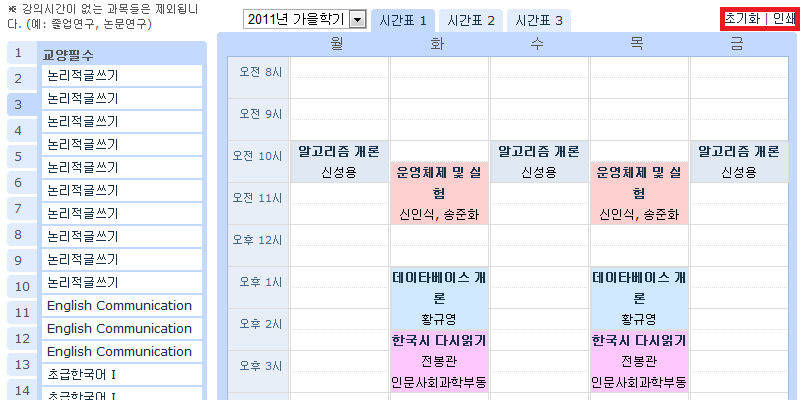 ※ 강의시간이 없는 과목들은 제외됩니
다. (예: 졸업연구, 논문연구)
2011년 가을학기
시간표 1
시간표 2
시간표 3
초기화 | 인쇄
1
2
3
4
5
6
7
8
9
10
11
12
13
14
교양필수
논리적글쓰기
논리적글쓰기
논리적글쓰기
논리적글쓰기
논리적글쓰기
논리적글쓰기
논리적글쓰기
논리적글쓰기
논리적글쓰기
논리적글쓰기
English Communication
English Communication
English Communication
초급한국어 I
월 화 수 목 금
오전 8시
오전 9시
오전 10시
오전 11시
오후 12시
오후 1시
오후 2시
오후 3시
알고리즘 개론
신성용
운영체제 및 실
험
신인식, 송준화
데이타베이스 개
론
황규영
한국시 다시읽기
전봉관
인문사회과학부동
알고리즘 개론
신성용
운영체제 및 실
험
신인식, 송준화
데이타베이스 개
론
황규영
한국시 다시읽기
전봉관
인문사회과학부동
알고리즘 개론
신성용